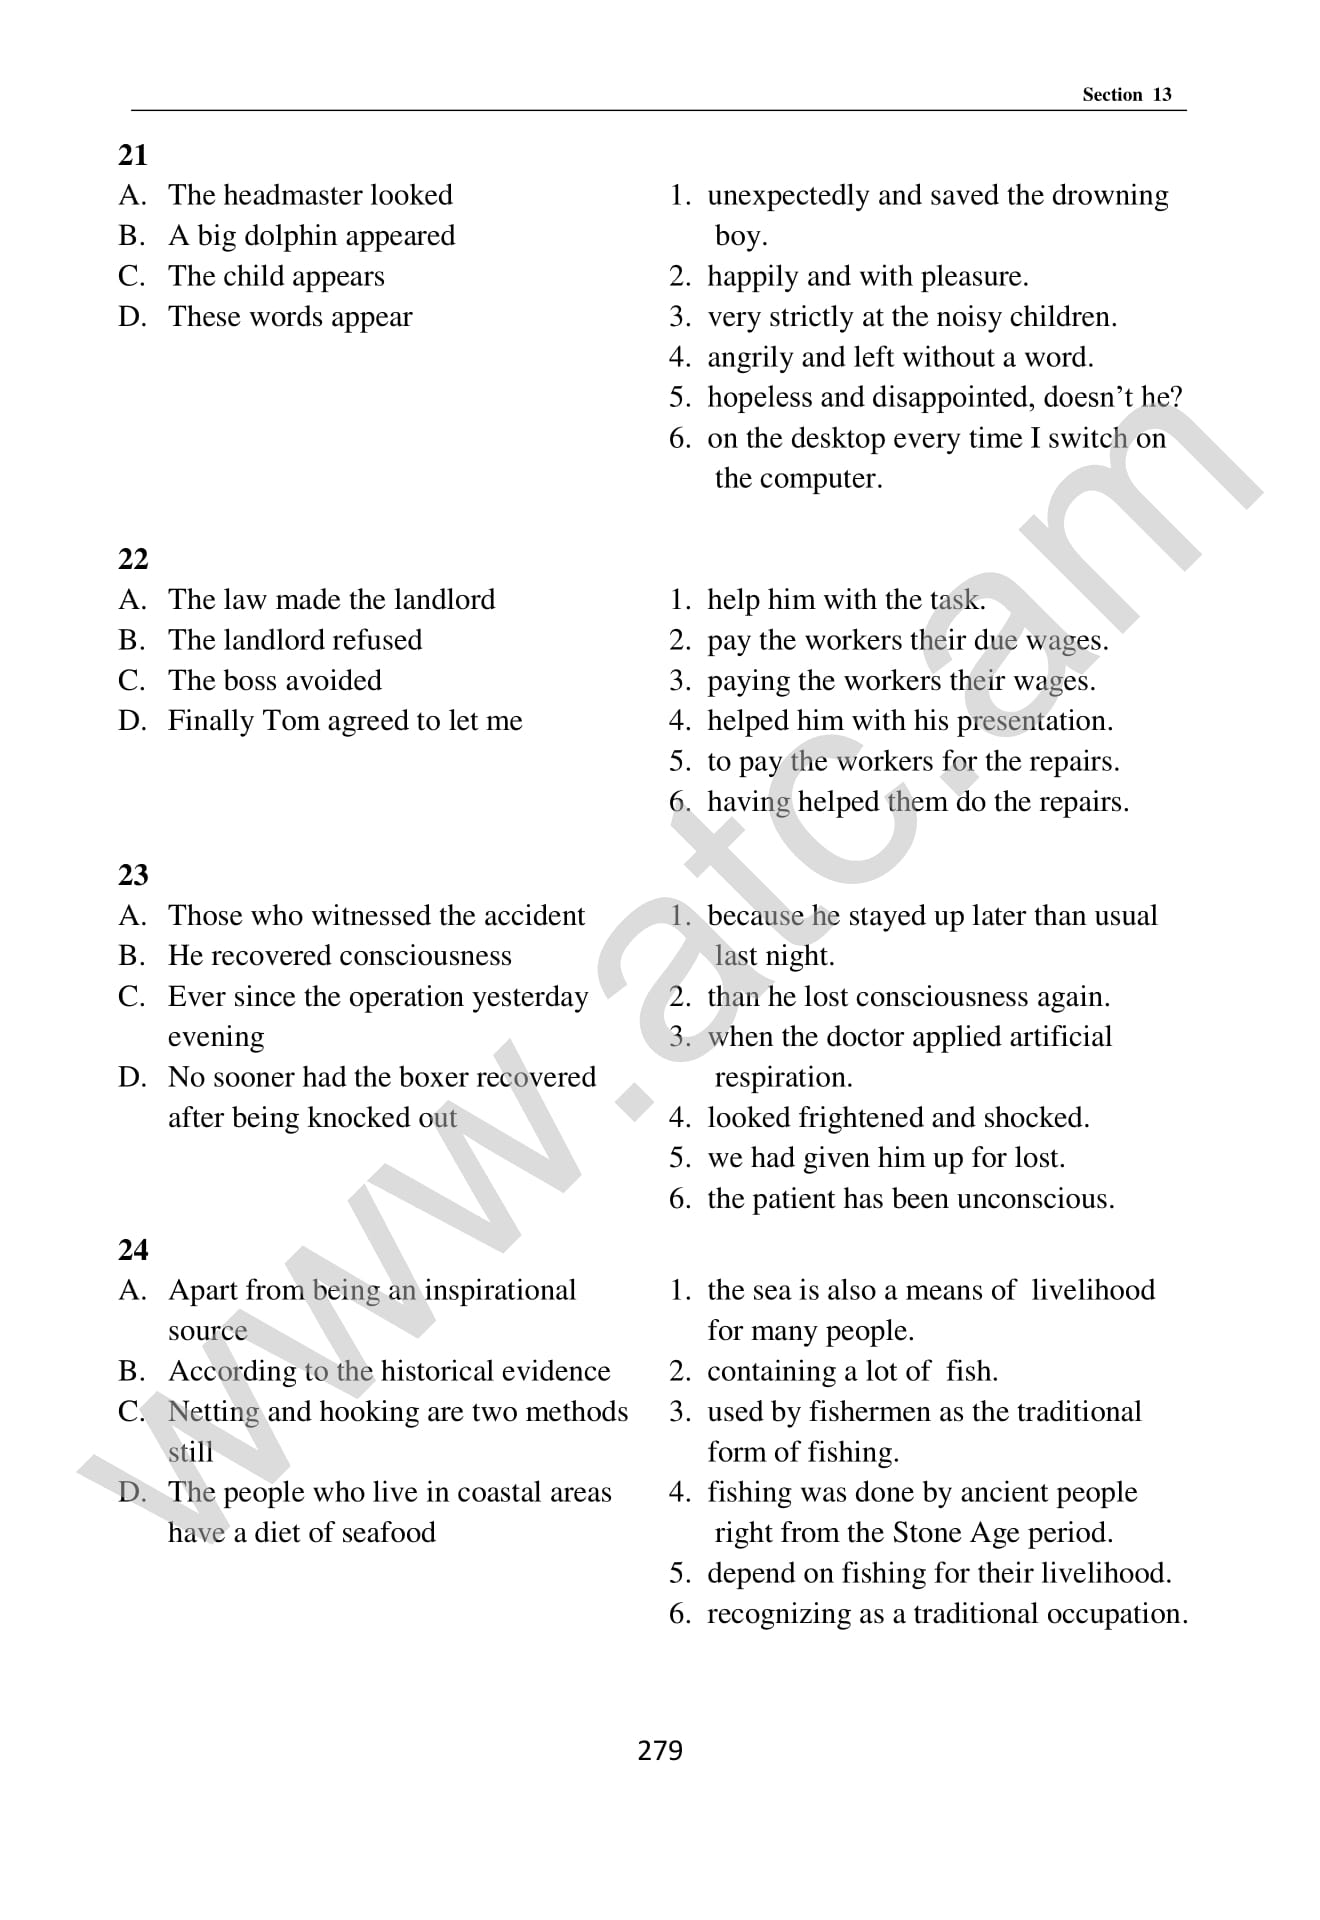 Section 13
21
A. The headmaster looked
B. A big dolphin appeared
C. The child appears
D. These words appear
1. unexpectedly and saved the drowning
boy.
2. happily and with pleasure.
3. very strictly at the noisy children.
4. angrily and left without a word.
5. hopeless and disappointed, doesn’t he?
6. on the desktop every time I switch on
the computer.
22
A. The law made the landlord
B. The landlord refused
C. The boss avoided
D. Finally Tom agreed to let me
1. help him with the task.
2. pay the workers their due wages.
3. paying the workers their wages.
4. helped him with his presentation.
5. to pay the workers for the repairs.
6. having helped them do the repairs.
23
A. Those who witnessed the accident
B. He recovered consciousness
C. Ever since the operation yesterday
evening
D. No sooner had the boxer recovered
after being knocked out
1. because he stayed up later than usual
last night.
2. than he lost consciousness again.
3. when the doctor applied artificial
respiration.
4. looked frightened and shocked.
5. we had given him up for lost.
6. the patient has been unconscious.
24
A. Apart from being an inspirational
source
B. According to the historical evidence
C. Netting and hooking are two methods
still
D. The people who live in coastal areas
have a diet of seafood
1. the sea is also a means of livelihood
for many people.
2. containing a lot of fish.
3. used by fishermen as the traditional
form of fishing.
4. fishing was done by ancient people
right from the Stone Age period.
5. depend on fishing for their livelihood.
6. recognizing as a traditional occupation.
279
www.atc.am